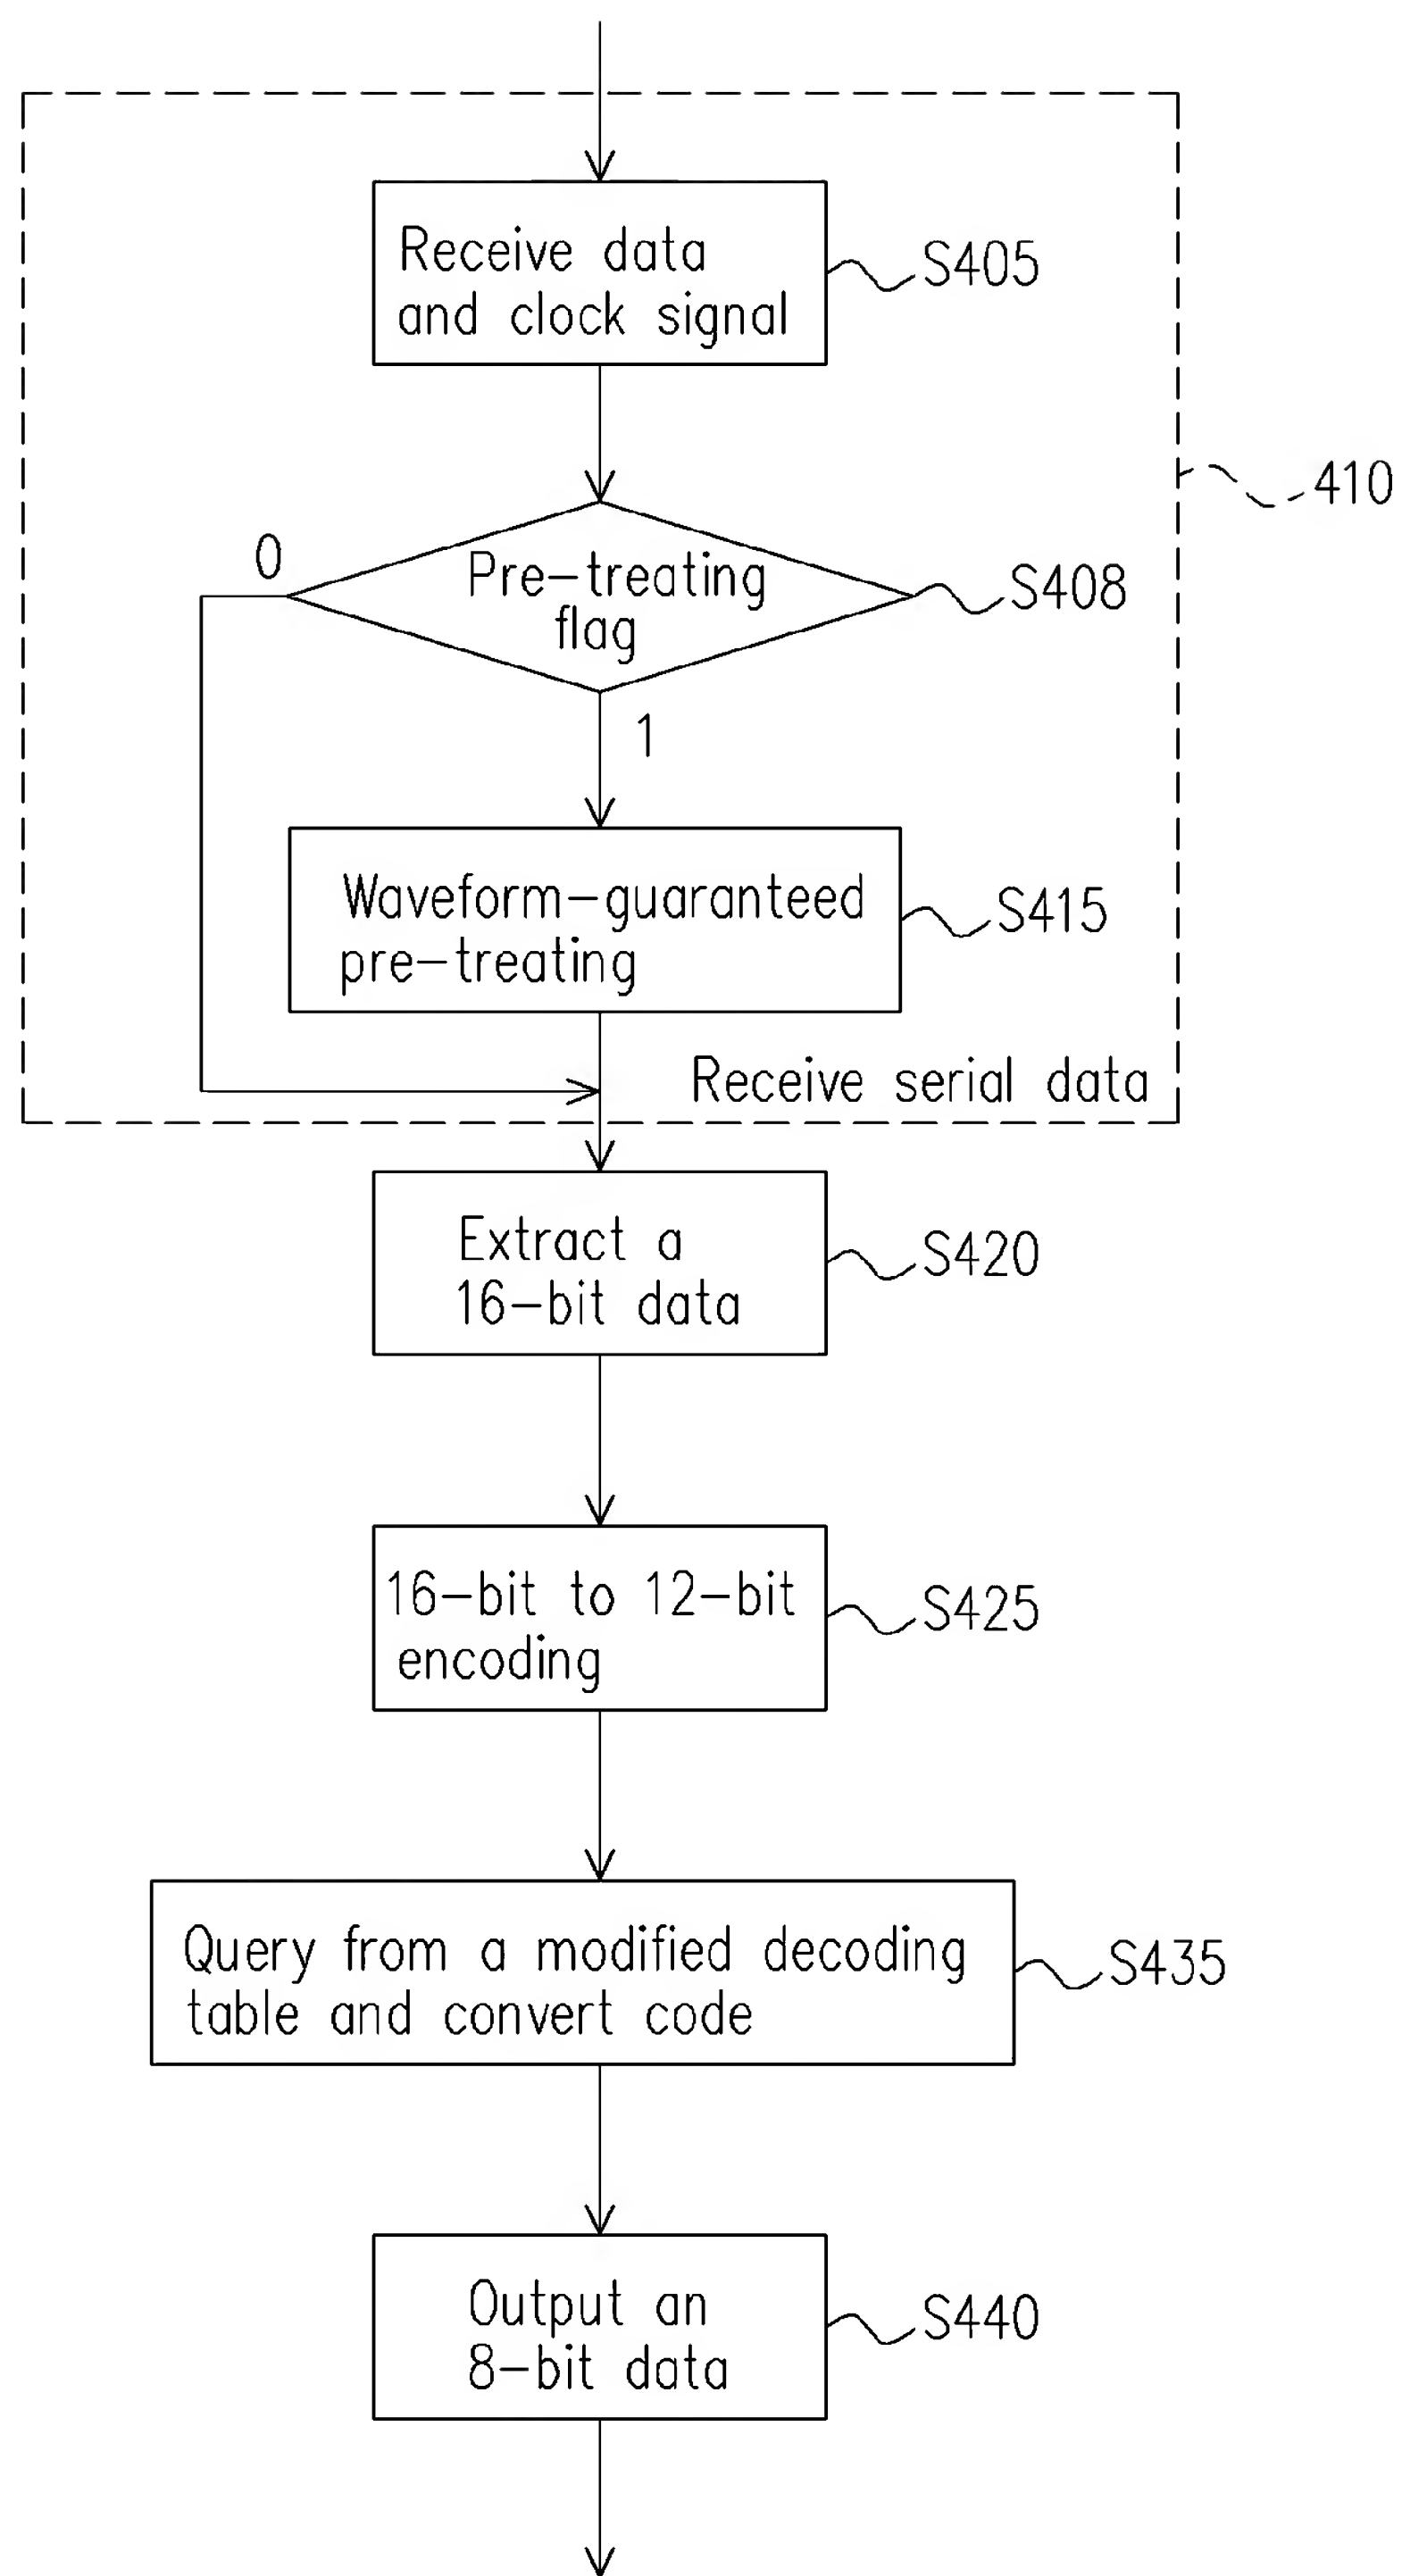 Receive data
and clock signal
S405
410
0
Pre-treating
flag
S408
1
Waveform-guaranteed
pre-treating
S415
Receive serial data
Extract a
16-bit data
S420
16-bit to 12-bit
encoding
S425
Query from a modified decoding
table and convert code
S435
Output an
8-bit data
S440